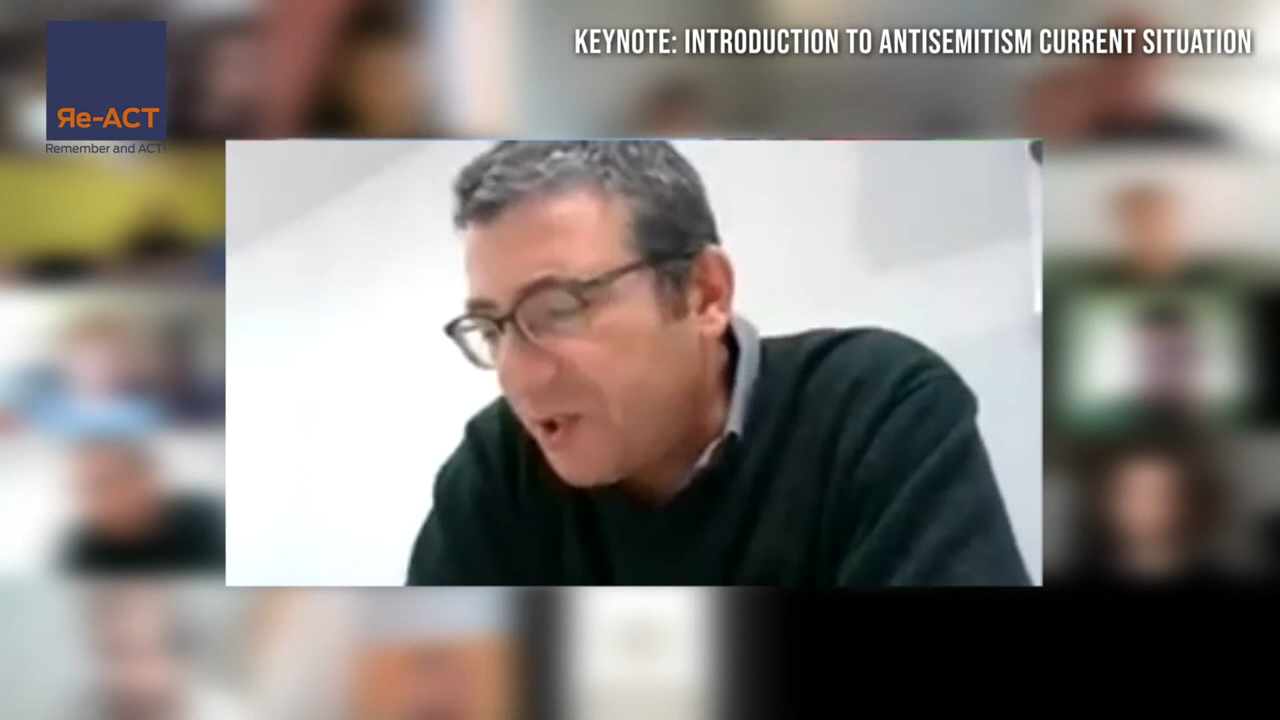 KEYNOTE: INTRODUCTION TO ANTISEMITISM CURRENT SITUATION
Яe-ACT
Remember and ACT!